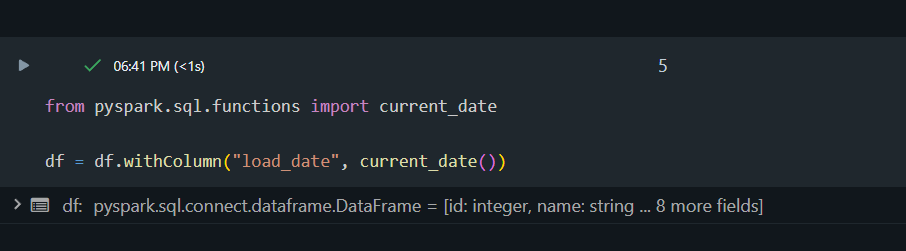 06:41 PM (<1s)
5
from pyspark.sql.functions import current_date
df = df.withColumn("load_date", current_date())
df: pyspark.sql.connect.dataframe.DataFrame = [id: integer, name: string ... 8 more fields]